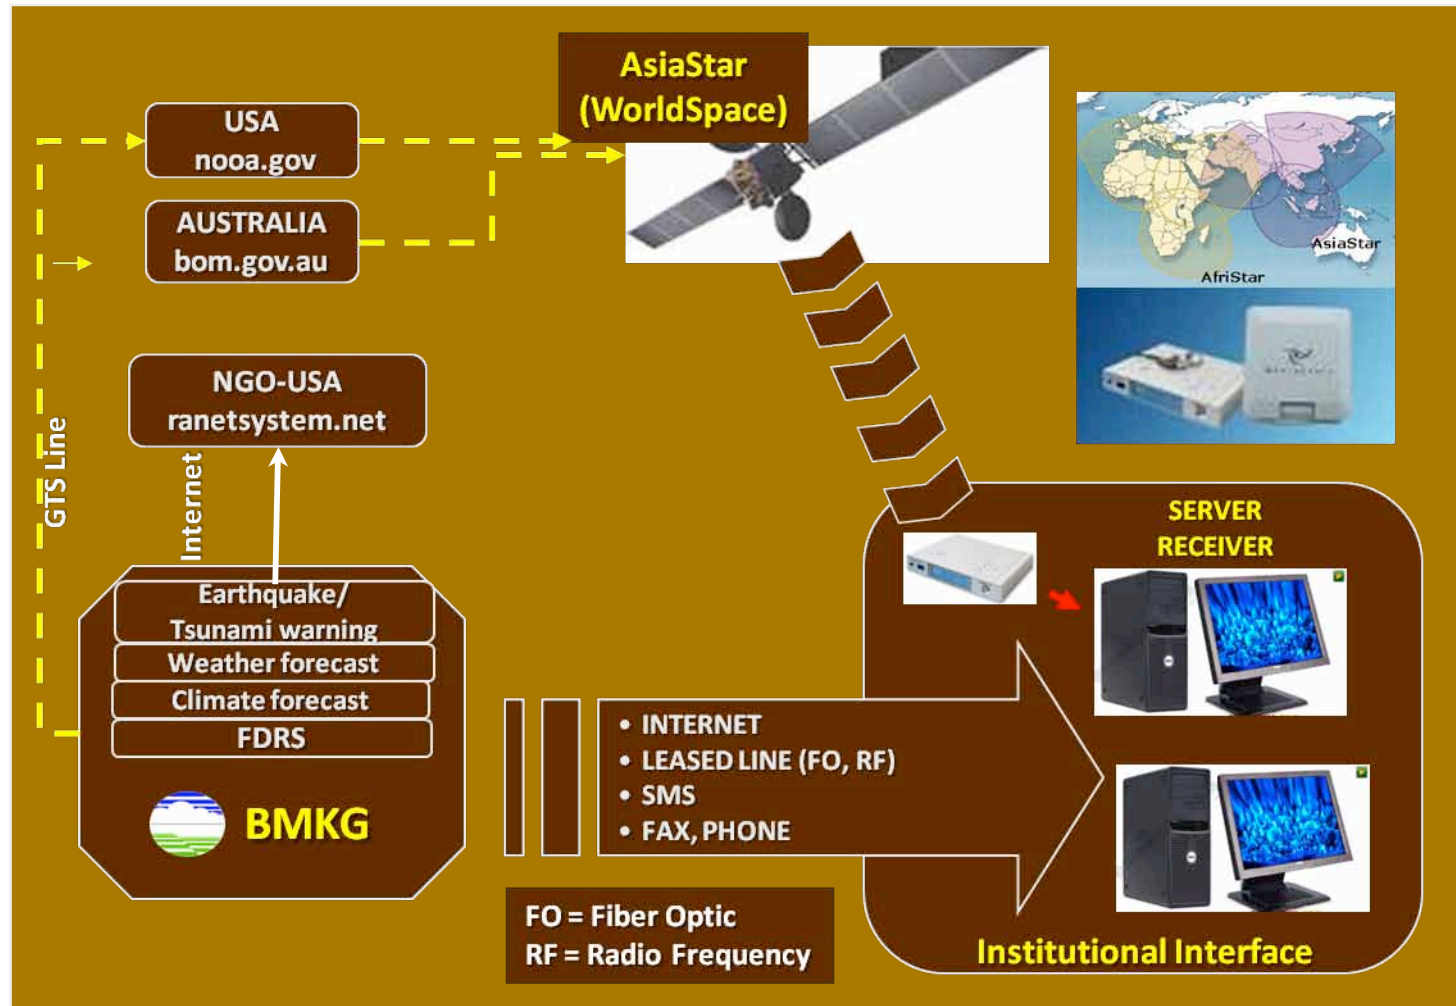 AsiaStar
(WorldSpace)
USA
nooa.gov
AUSTRALIA
bom.gov.au
AsiaStar
AfriStar
NGO-USA
ranetsystem.net
GTS Line
Internet
SERVER
RECEIVER
Earthquake/
Tsunami warning
Weather forecast
Climate forecast
FDRS
BMKG
• INTERNET
• LEASED LINE (FO, RF)
• SMS
• FAX, PHONE
FO = Fiber Optic
RF = Radio Frequency
Institutional Interface